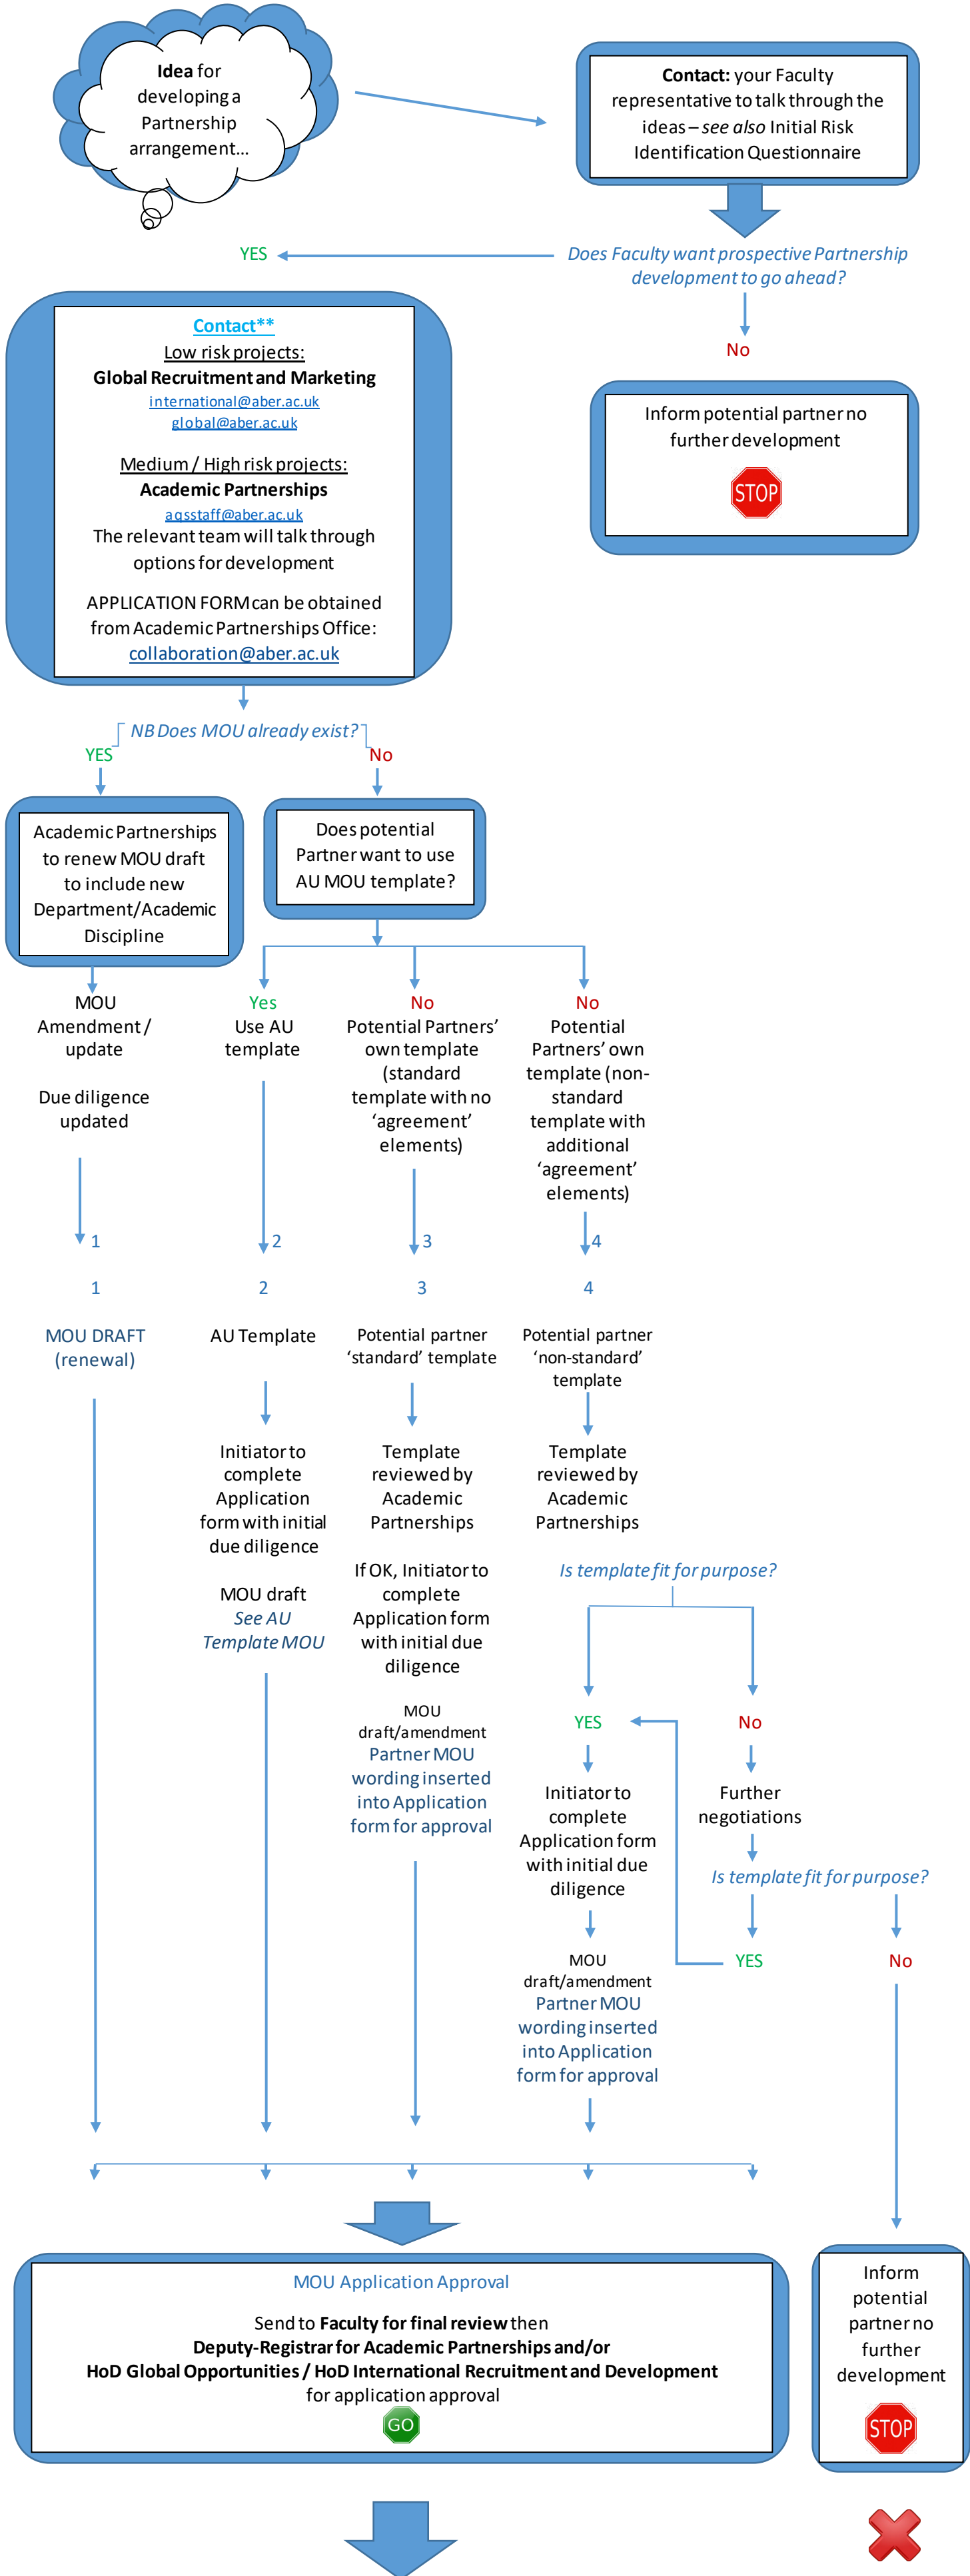 Idea for
developing a
Partnership
arrangement...
Contact: your Faculty
representative to talk through the
ideas – see also Initial Risk
Identification Questionnaire
YES
Does Faculty want prospective Partnership
development to go ahead?
No
Contact**
Low risk projects:
Global Recruitment and Marketing
international@aber.ac.uk
global@aber.ac.uk
Medium / High risk projects:
Academic Partnerships
aqsstaff@aber.ac.uk
The relevant team will talk through
options for development
APPLICATION FORM can be obtained
from Academic Partnerships Office:
collaboration@aber.ac.uk
Inform potential partner no
further development
STOP
NB Does MOU already exist?
YES
No
Academic Partnerships
to renew MOU draft
to include new
Department/Academic
Discipline
Does potential
Partner want to use
AU MOU template?
MOU
Amendment /
update
Due diligence
updated
Yes
Use AU
template
No
Potential Partners’
own template
(standard
template with no
‘agreement’
elements)
No
Potential
Partners’ own
template (non-
standard
template with
additional
‘agreement’
elements)
1
2
3
4
1
2
3
4
MOU DRAFT
(renewal)
AU Template
Potential partner
‘standard’ template
Potential partner
‘non-standard’
template
Initiator to
complete
Application
form with initial
due diligence
MOU draft
See AU
Template MOU
Template
reviewed by
Academic
Partnerships
If OK, Initiator to
complete
Application form
with initial due
diligence
MOU
draft/amendment
Partner MOU
wording inserted
into Application
form for approval
Template
reviewed by
Academic
Partnerships
Is template fit for purpose?
YES
No
Initiator to
complete
Application form
with initial due
diligence
Further
negotiations
Is template fit for purpose?
YES
No
MOU
draft/amendment
Partner MOU
wording inserted
into Application
form for approval
MOU Application Approval
Send to Faculty for final review then
Deputy-Registrar for Academic Partnerships and/or
HoD Global Opportunities / HoD International Recruitment and Development
for application approval
GO
Inform
potential
partner no
further
development
STOP